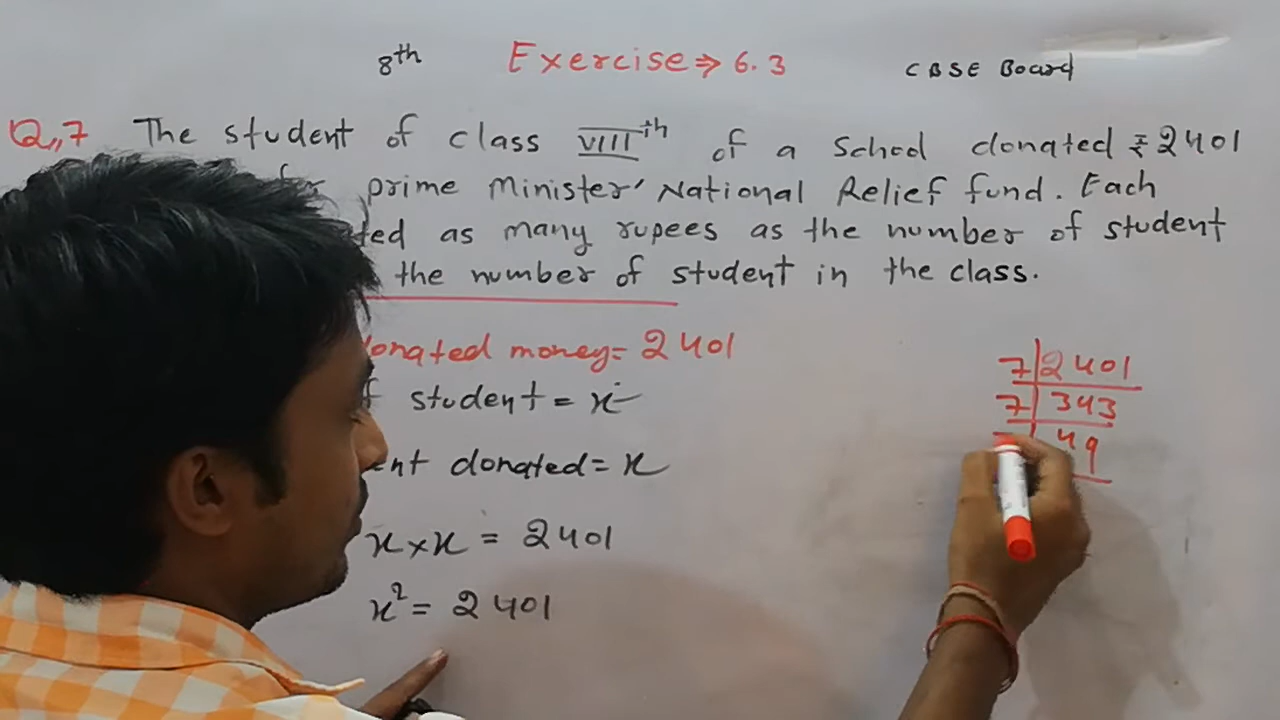 8th Exercise⇒ 6.3 CBSE Board
Q,7 The student of class VIIIth of a School donated ₹2401
for prime Minister' National Relief fund. Each
ted as many rupees as the number of student
the number of student in the class.
donated money= 2401
f student = x
ent donated= x
x×x = 2401
x² = 2401
7 | 2401
7 | 343
49